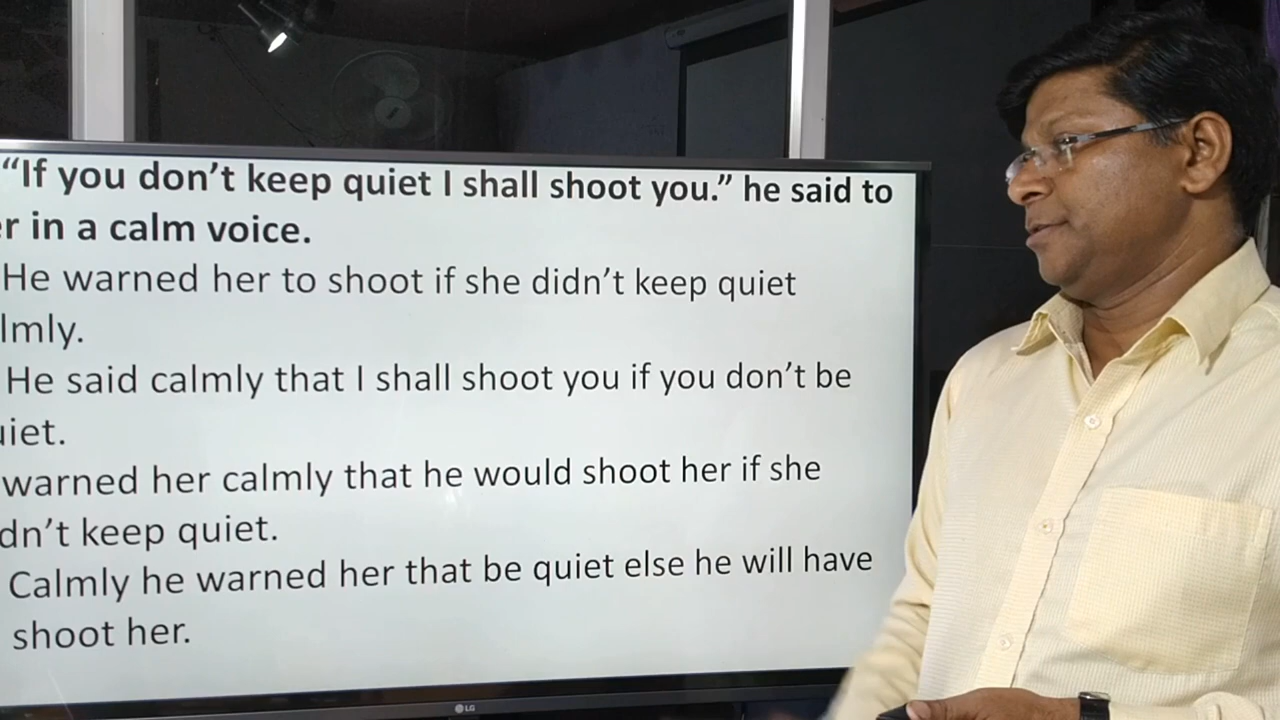 “If you don’t keep quiet I shall shoot you.” he said to
r in a calm voice.
He warned her to shoot if she didn’t keep quiet
lmly.
He said calmly that I shall shoot you if you don’t be
iet.
warned her calmly that he would shoot her if she
dn’t keep quiet.
Calmly he warned her that be quiet else he will have
shoot her.
LG